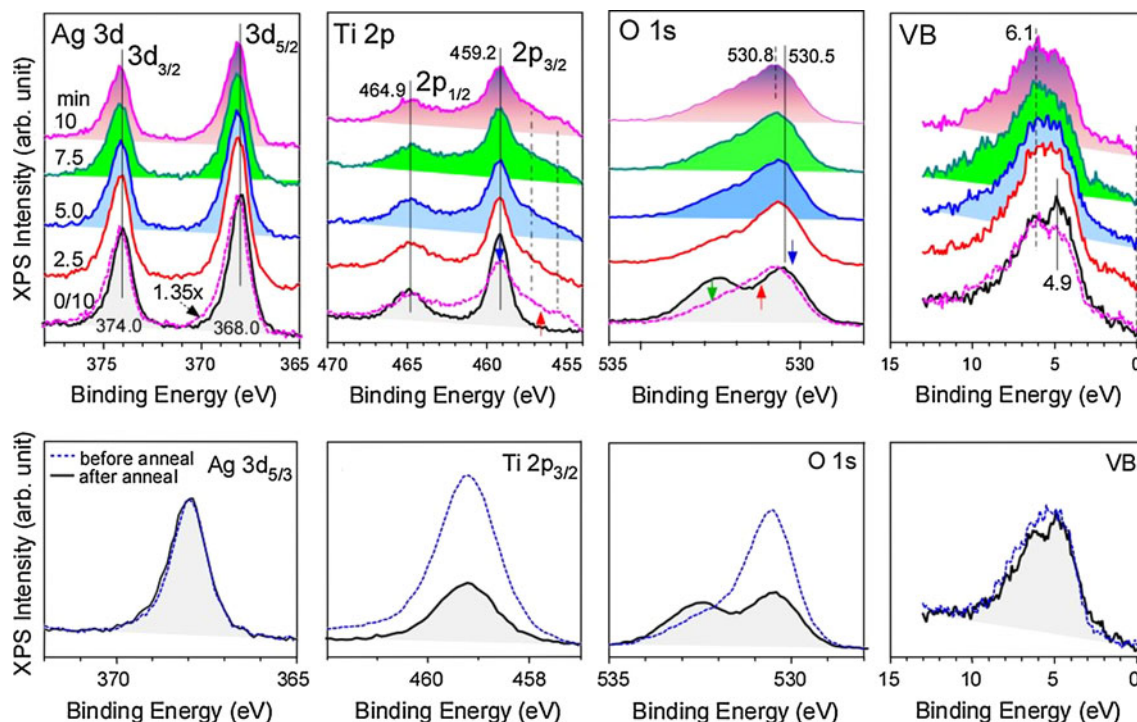 XPS Intensity (arb. unit)
Ag 3d
3d3/2
3d5/2
min
10
7.5
5.0
2.5
0/10
1.35x
374.0
368.0
375
370
365
Binding Energy (eV)
Ti 2p
459.2
2p3/2
464.9
2p1/2
470
465
460
454
Binding Energy (eV)
O 1s
530.8
530.5
535
530
Binding Energy (eV)
VB
6.1
4.9
15
10
5
0
Binding Energy (eV)
XPS Intensity (arb. unit)
before anneal
after anneal
Ag 3d5/3
370
365
Binding Energy (eV)
Ti 2p3/2
460
458
Binding Energy (eV)
O 1s
535
530
Binding Energy (eV)
VB
15
10
5
0
Binding Energy (eV)